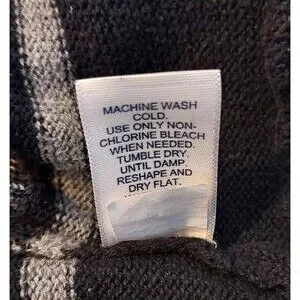 MACHINE WASH
COLD.
USE ONLY NON-
CHLORINE BLEACH
WHEN NEEDED.
TUMBLE DRY.
UNTIL DAMP.
RESHAPE AND
DRY FLAT.